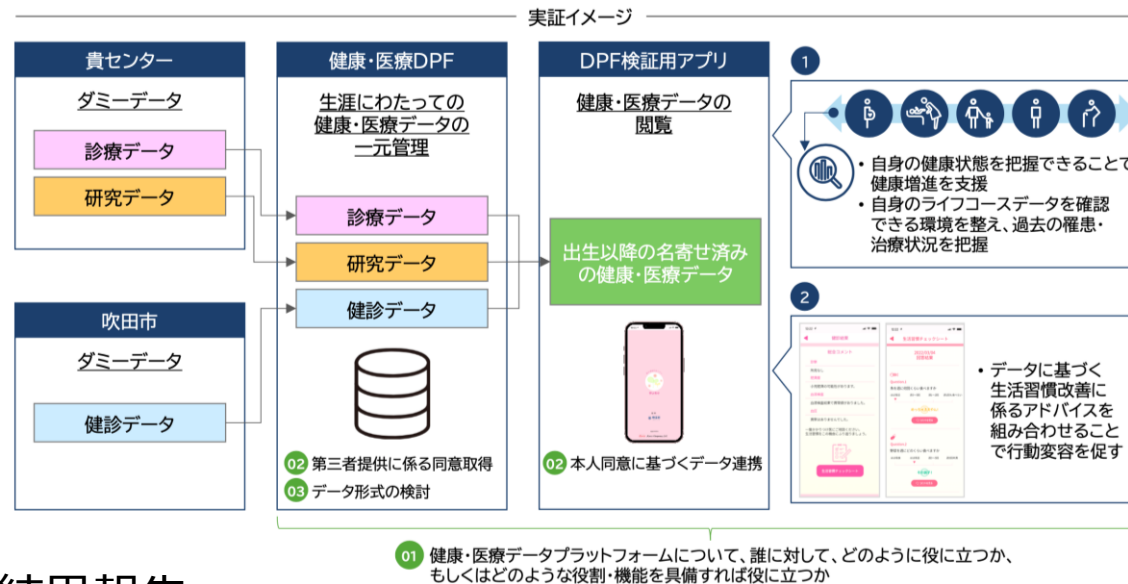 実証イメージ
貴センター
ダミーデータ
診療データ
研究データ
吹田市
ダミーデータ
健診データ
健康・医療DPF
生涯にわたっての
健康・医療データの
一元管理
診療データ
研究データ
健診データ
02 第三者提供に係る同意取得
03 データ形式の検討
DPF検証用アプリ
健康・医療データの
閲覧
出生以降の名寄せ済み
の健康・医療データ
02 本人同意に基づくデータ連携
1
• 自身の健康状態を把握できることで
健康増進を支援
• 自身のライフコースデータを確認
できる環境を整え、過去の罹患・
治療状況を把握
2
• データに基づく
生活習慣改善に
係るアドバイスを
組み合わせること
で行動変容を促す
01 健康・医療データプラットフォームについて、誰に対して、どのように役に立つか、
もしくはどのような役割・機能を具備すれば役に立つか